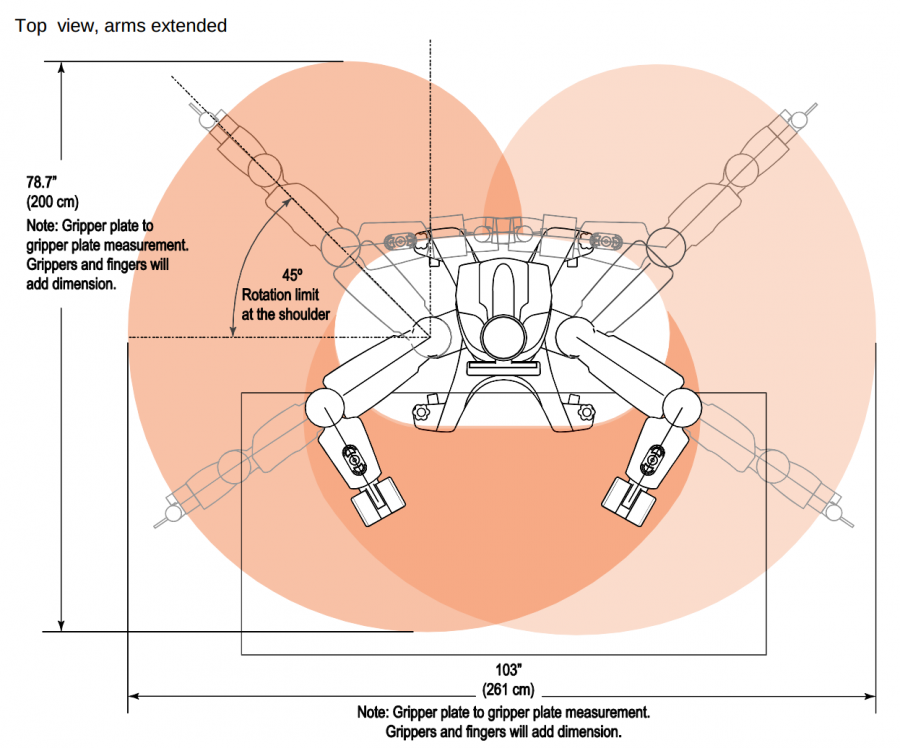 Top view, arms extended
78.7"
(200 cm)
Note: Gripper plate to
gripper plate measurement.
Grippers and fingers will
add dimension.
45º
Rotation limit
at the shoulder
103"
(261 cm)
Note: Gripper plate to gripper plate measurement.
Grippers and fingers will add dimension.